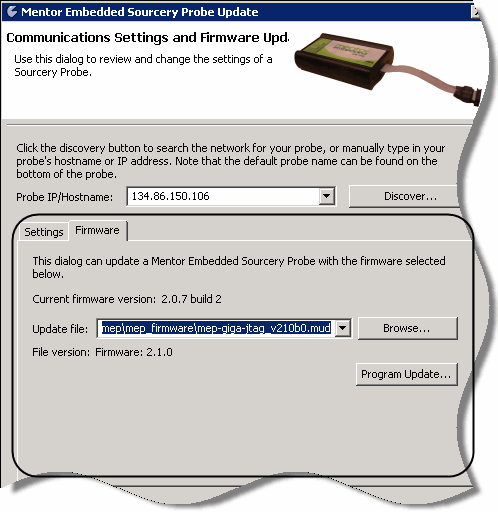 Mentor Embedded Sourcery Probe Update
Communications Settings and Firmware Upd
Use this dialog to review and change the settings of a
Sourcery Probe.
Click the discovery button to search the network for your probe, or manually type in your
probe's hostname or IP address. Note that the default probe name can be found on the
bottom of the probe.
Probe IP/Hostname: 134.86.150.106 Discover...
Settings Firmware
This dialog can update a Mentor Embedded Sourcery Probe with the firmware selected
below.
Current firmware version: 2.0.7 build 2
Update file: mep\mep_firmware\mep-giga-jtag_v210b0.mud Browse...
File version: Firmware: 2.1.0
Program Update...